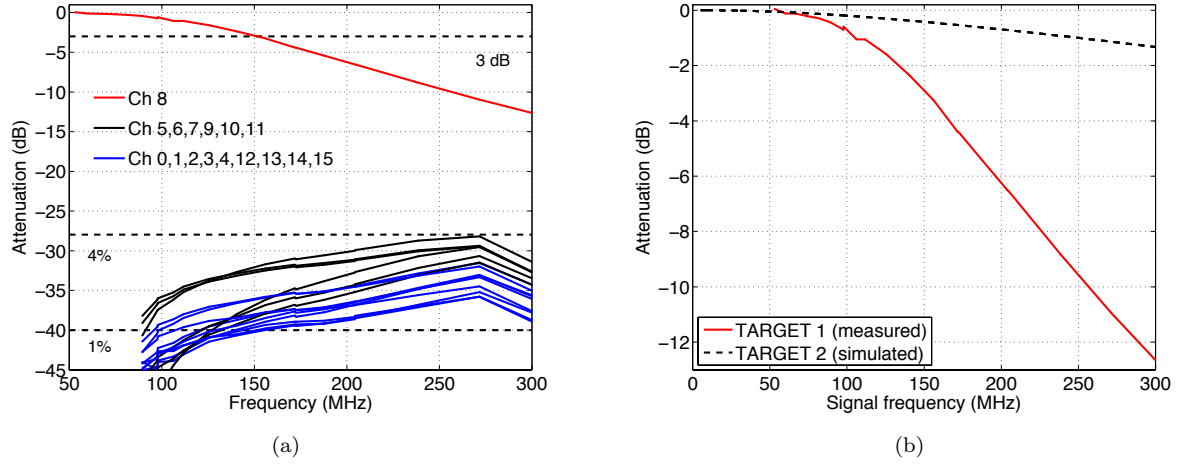 0
−5
−10
−15
−20
−25
−30
−35
−40
−45
Attenuation (dB)
3 dB
Ch 8
Ch 5,6,7,9,10,11
Ch 0,1,2,3,4,12,13,14,15
4%
1%
50 100 150 200 250 300
Frequency (MHz)
(a)
0
−2
−4
−6
−8
−10
−12
Attenuation (dB)
TARGET 1 (measured)
TARGET 2 (simulated)
0 50 100 150 200 250 300
Signal frequency (MHz)
(b)